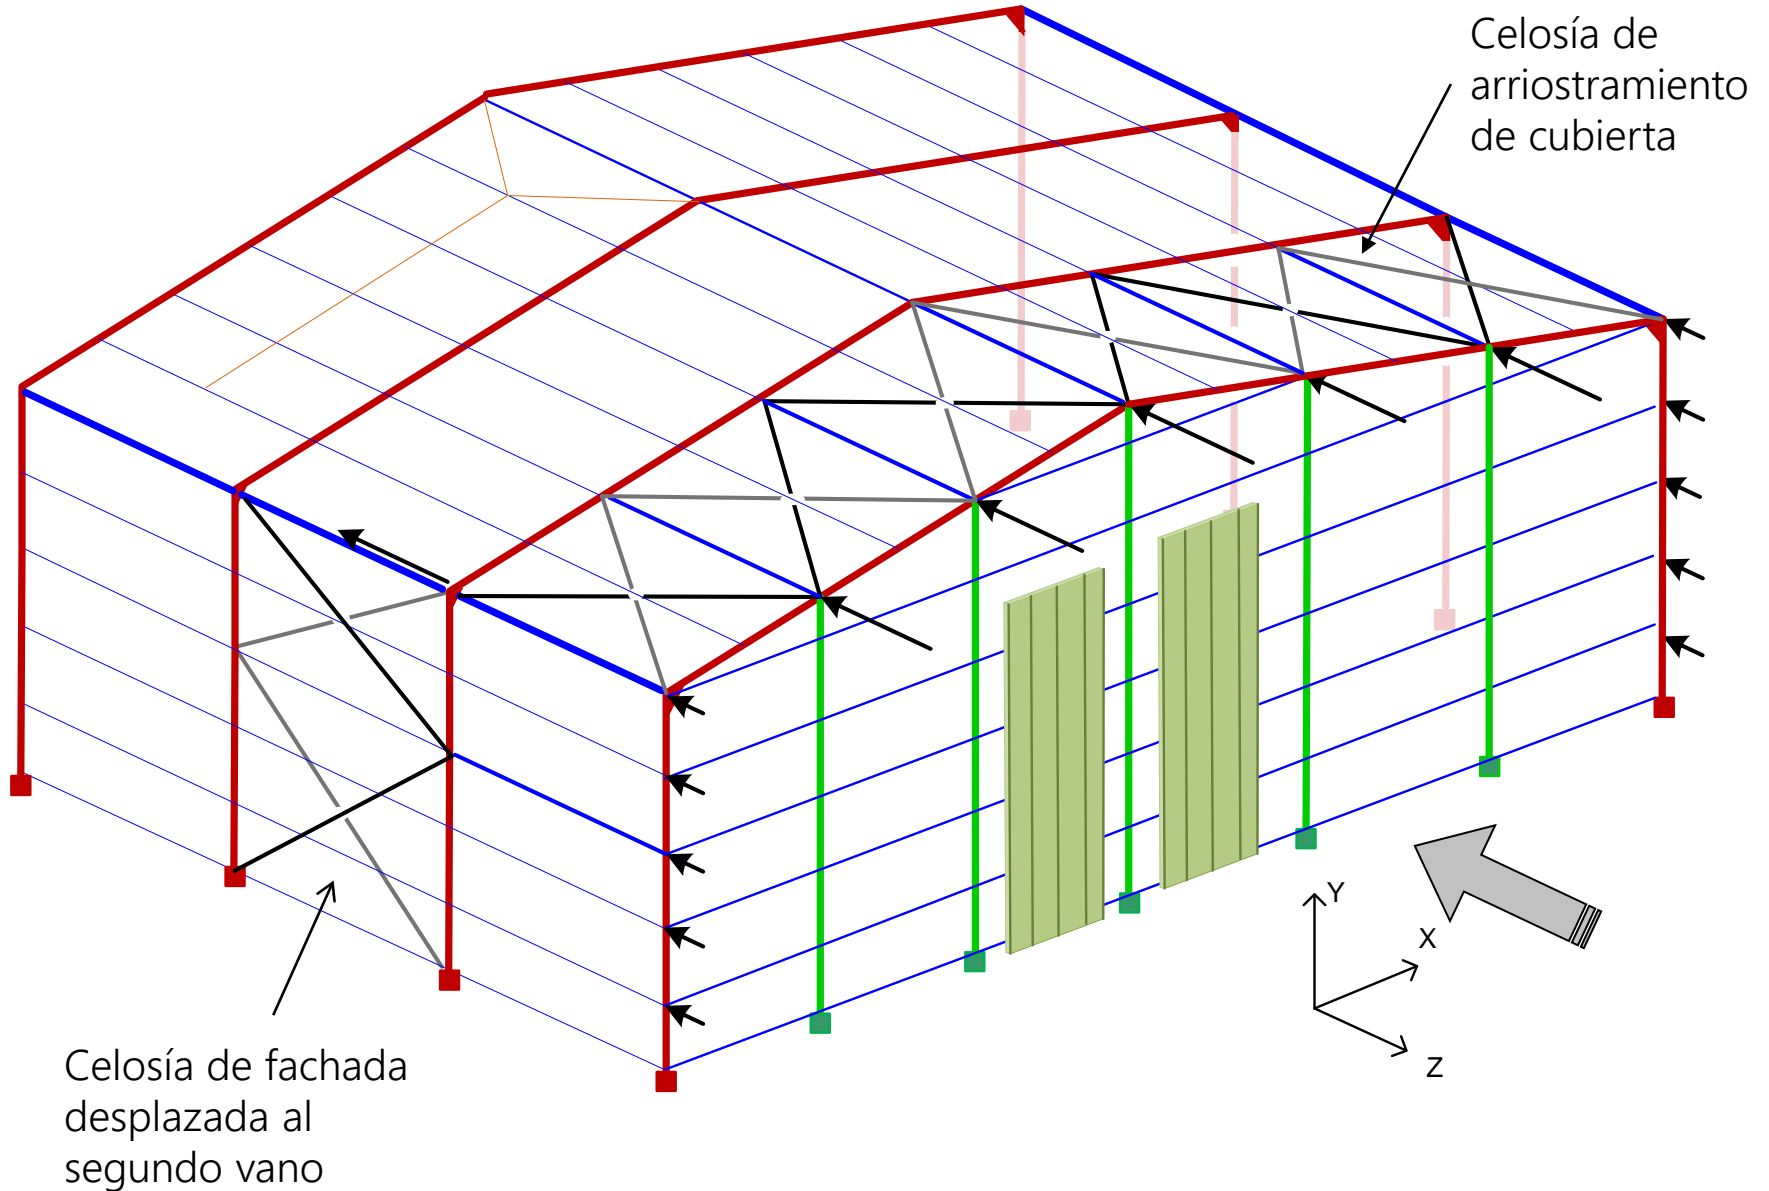 Celosía de
arriostramiento
de cubierta
Y
X
Z
Celosía de fachada
desplazada al
segundo vano